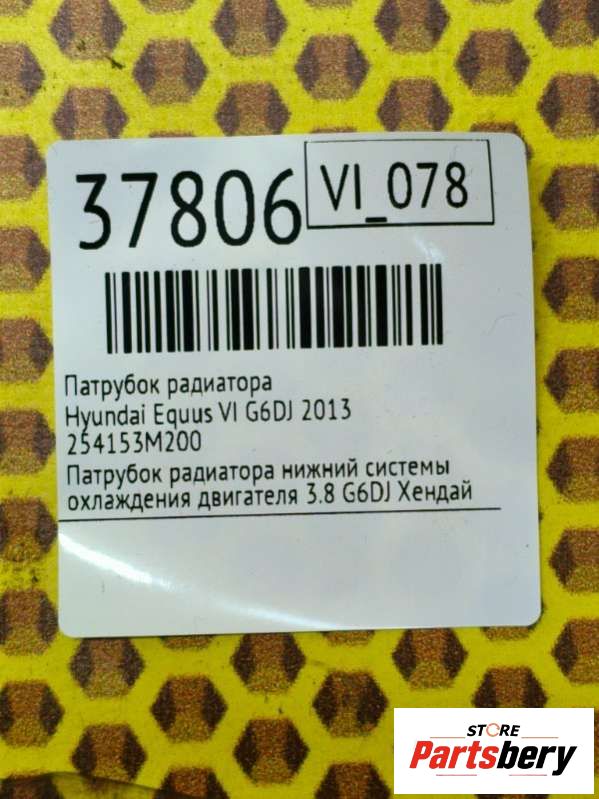 37806
VI_078
Патрубок радиатора
Hyundai Equus VI G6DJ 2013
254153M200
Патрубок радиатора нижний системы
охлаждения двигателя 3.8 G6DJ Хендай
STORE
Partsbery